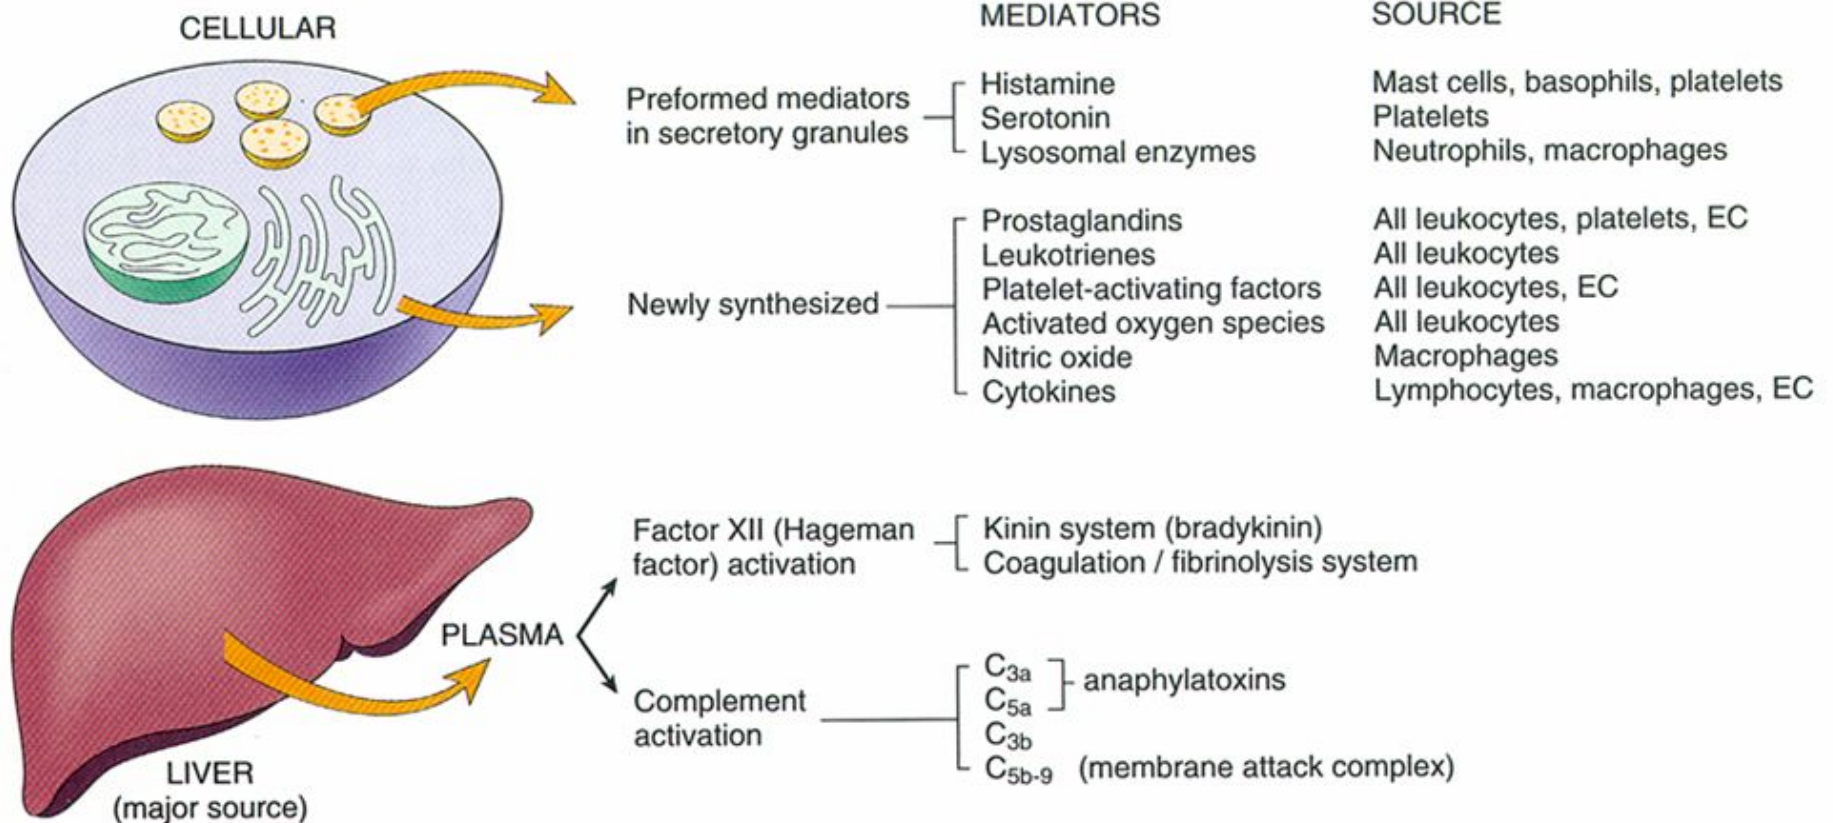 CELLULAR
MEDIATORS
SOURCE
Preformed mediators
in secretory granules
Histamine
Mast cells, basophils, platelets
Serotonin
Platelets
Lysosomal enzymes
Neutrophils, macrophages
Newly synthesized
Prostaglandins
All leukocytes, platelets, EC
Leukotrienes
All leukocytes
Platelet-activating factors
All leukocytes, EC
Activated oxygen species
All leukocytes
Nitric oxide
Macrophages
Cytokines
Lymphocytes, macrophages, EC
LIVER
(major source)
PLASMA
Factor XII (Hageman
factor) activation
Kinin system (bradykinin)
Coagulation / fibrinolysis system
Complement
activation
C3a
C5a
anaphylatoxins
C3b
C5b-9 (membrane attack complex)